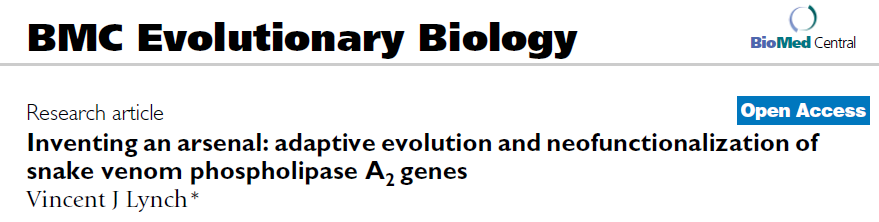 BMC Evolutionary Biology
BioMed Central
Research article
Open Access
Inventing an arsenal: adaptive evolution and neofunctionalization of
snake venom phospholipase A₂ genes
Vincent J Lynch*